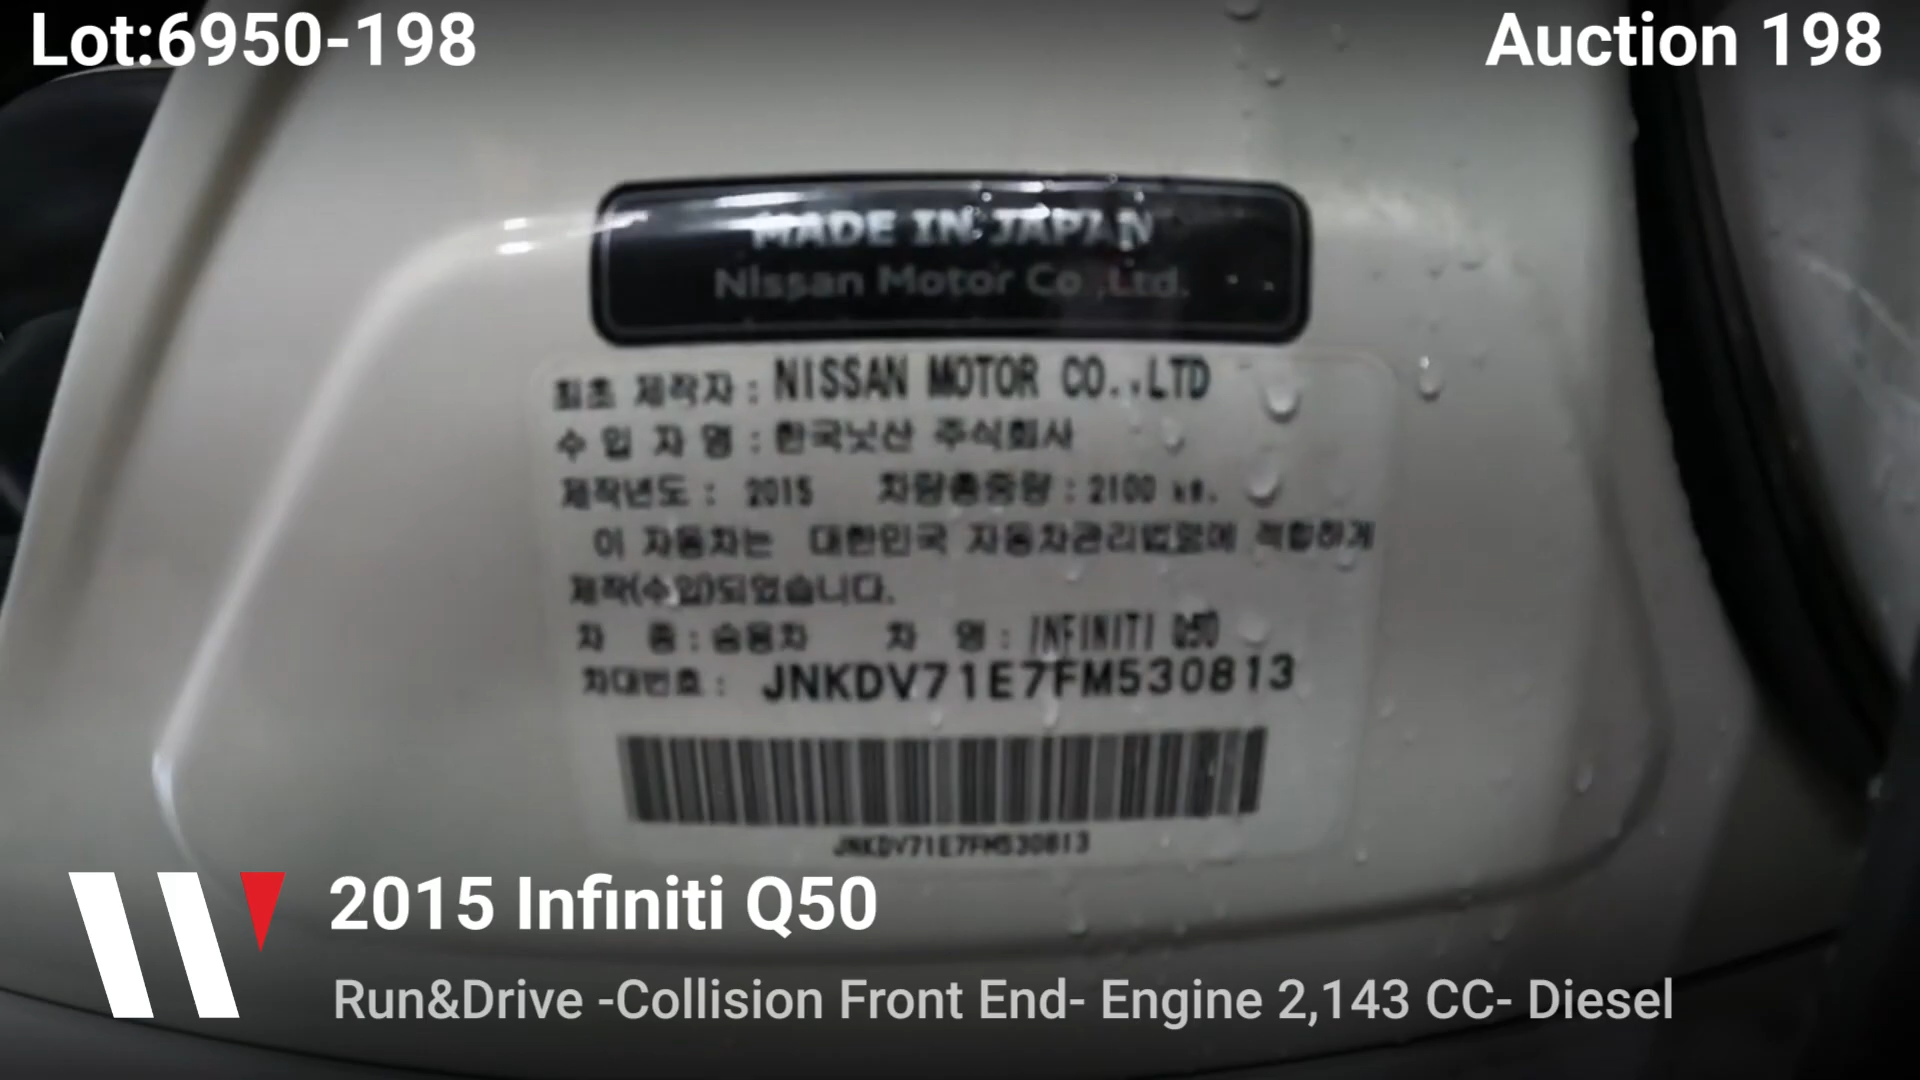 Lot:6950-198
Auction 198
MADE IN JAPAN
Nissan Motor Co.,Ltd.
최초 제작자 : NISSAN MOTOR CO.,LTD
수 입 자 명 : 한국닛산 주식회사
제작년도 : 2015 차량총중량 : 2100 kg.
이 자동차는 대한민국 자동차관리법령에 적합하게
제작(수입)되었습니다.
차 종 : 승용차 차 명 : INFINITI Q50
차대번호 : JNKDV71E7FM530813
JNKDV71E7FM530813
2015 Infiniti Q50
Run&Drive -Collision Front End- Engine 2,143 CC- Diesel